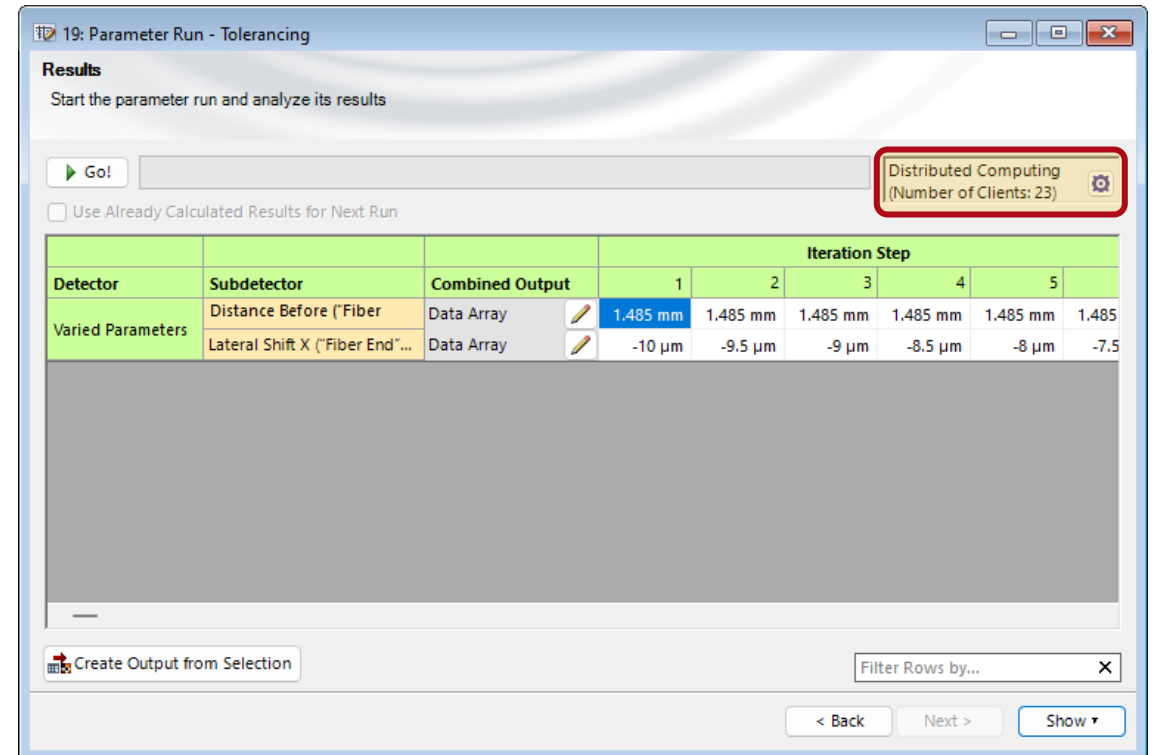 19: Parameter Run - Tolerancing
Results
Start the parameter run and analyze its results
Go!
Distributed Computing
(Number of Clients: 23)
Use Already Calculated Results for Next Run
Iteration Step
Detector Subdetector Combined Output 1 2 3 4 5
Varied Parameters
Distance Before ("Fiber Data Array 1.485 mm 1.485 mm 1.485 mm 1.485 mm 1.485 mm 1.485
Lateral Shift X ("Fiber End"... Data Array -10 µm -9.5 µm -9 µm -8.5 µm -8 µm -7.5
Create Output from Selection
Filter Rows by...
< Back Next > Show